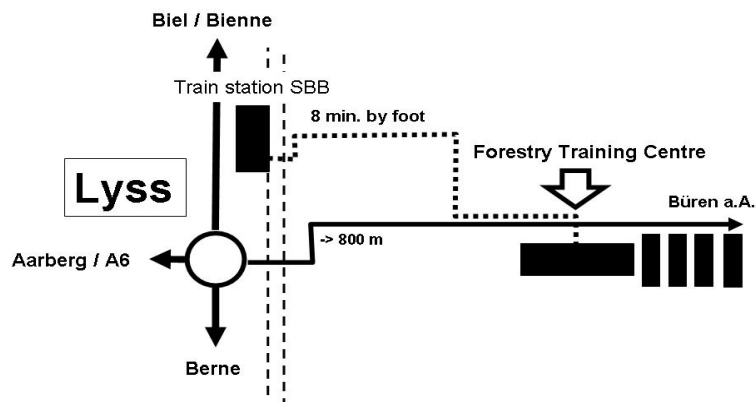 Biel / Bienne
Train station SBB
8 min. by foot
Forestry Training Centre
Lyss
Büren a.A.
-> 800 m
Aarberg / A6
Berne